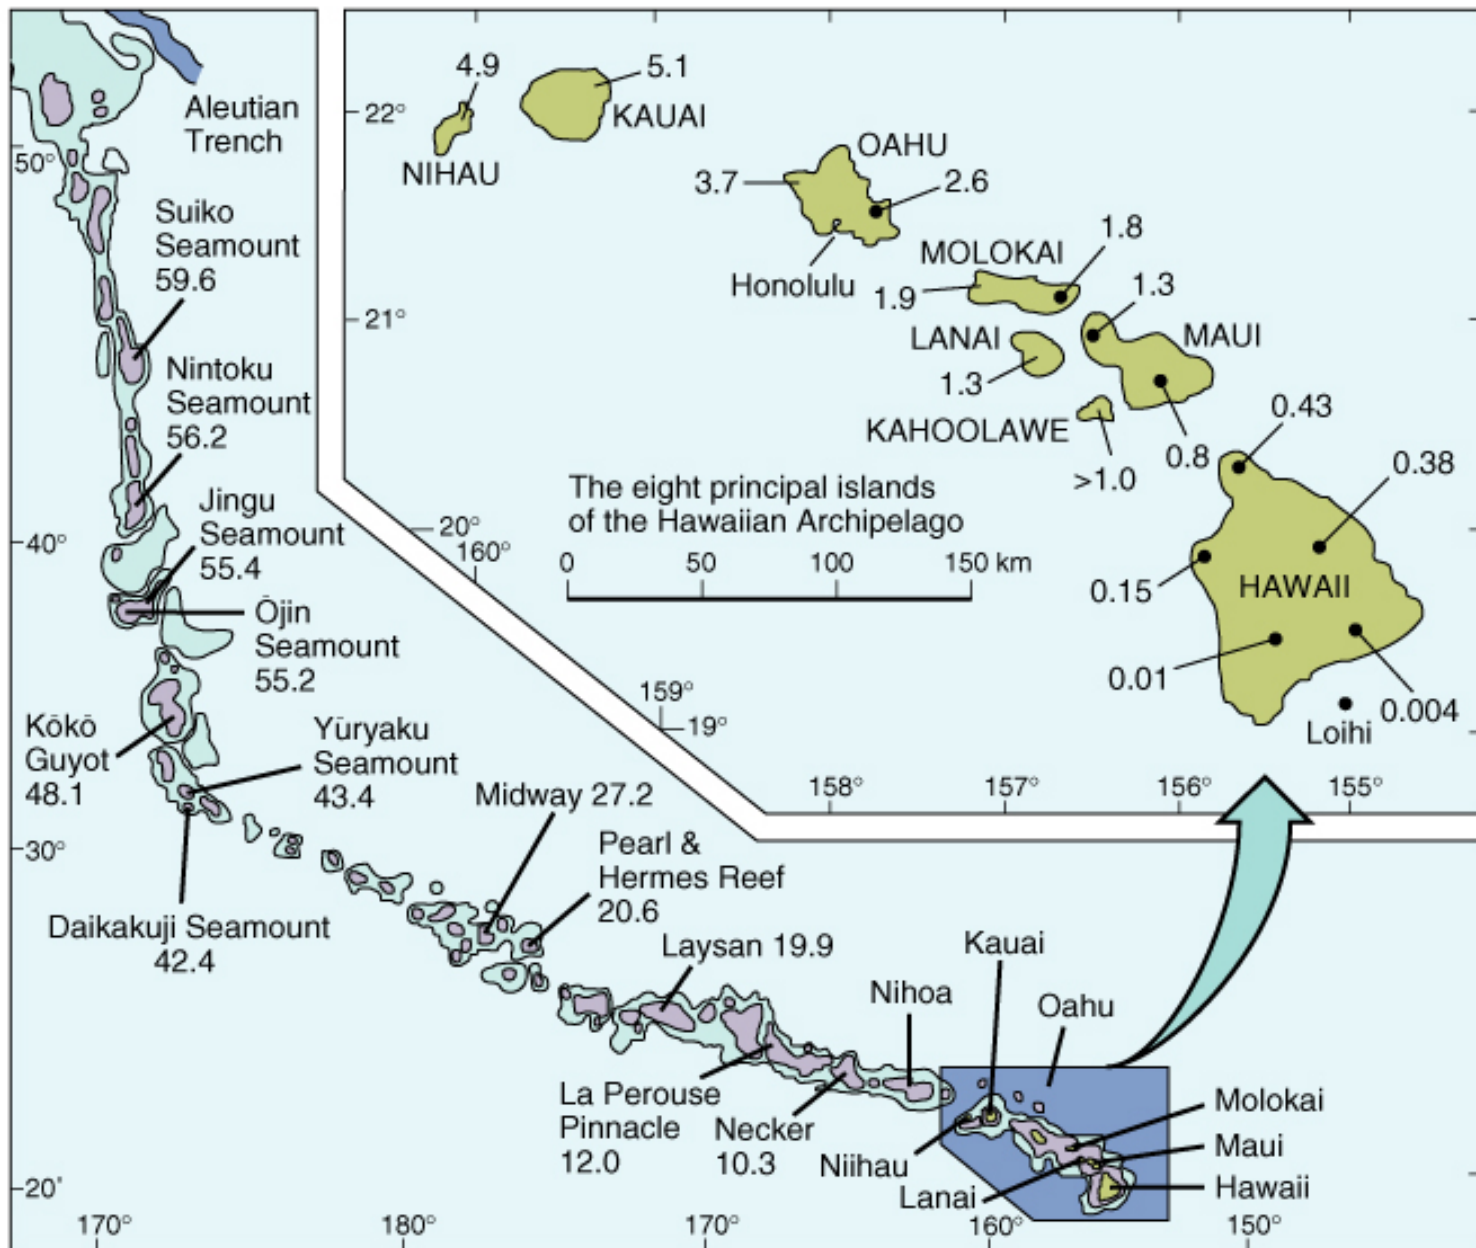 Aleutian
Trench
50°
Suiko
Seamount
59.6
Nintoku
Seamount
56.2
Jingu
Seamount
55.4
40°
Ōjin
Seamount
55.2
Kōkō
Guyot
48.1
Yūryaku
Seamount
43.4
30°
Daikakuji Seamount
42.4
Midway 27.2
Pearl &
Hermes Reef
20.6
Laysan 19.9
La Perouse
Pinnacle
12.0
Necker
10.3
Nihoa
Kauai
Oahu
Niihau
Lanai
Molokai
Maui
Hawaii
20°
170°
180°
170°
160°
150°
4.9
NIHAU
5.1
KAUAI
22°
OAHU
3.7
2.6
Honolulu
MOLOKAI
1.8
1.9
21°
LANAI
1.3
1.3
MAUI
0.8
KAHOOLAWE
>1.0
The eight principal islands
of the Hawaiian Archipelago
0 50 100 150 km
20°
160°
159°
19°
0.43
0.38
0.15
HAWAII
0.01
0.004
Loihi
158°
157°
156°
155°